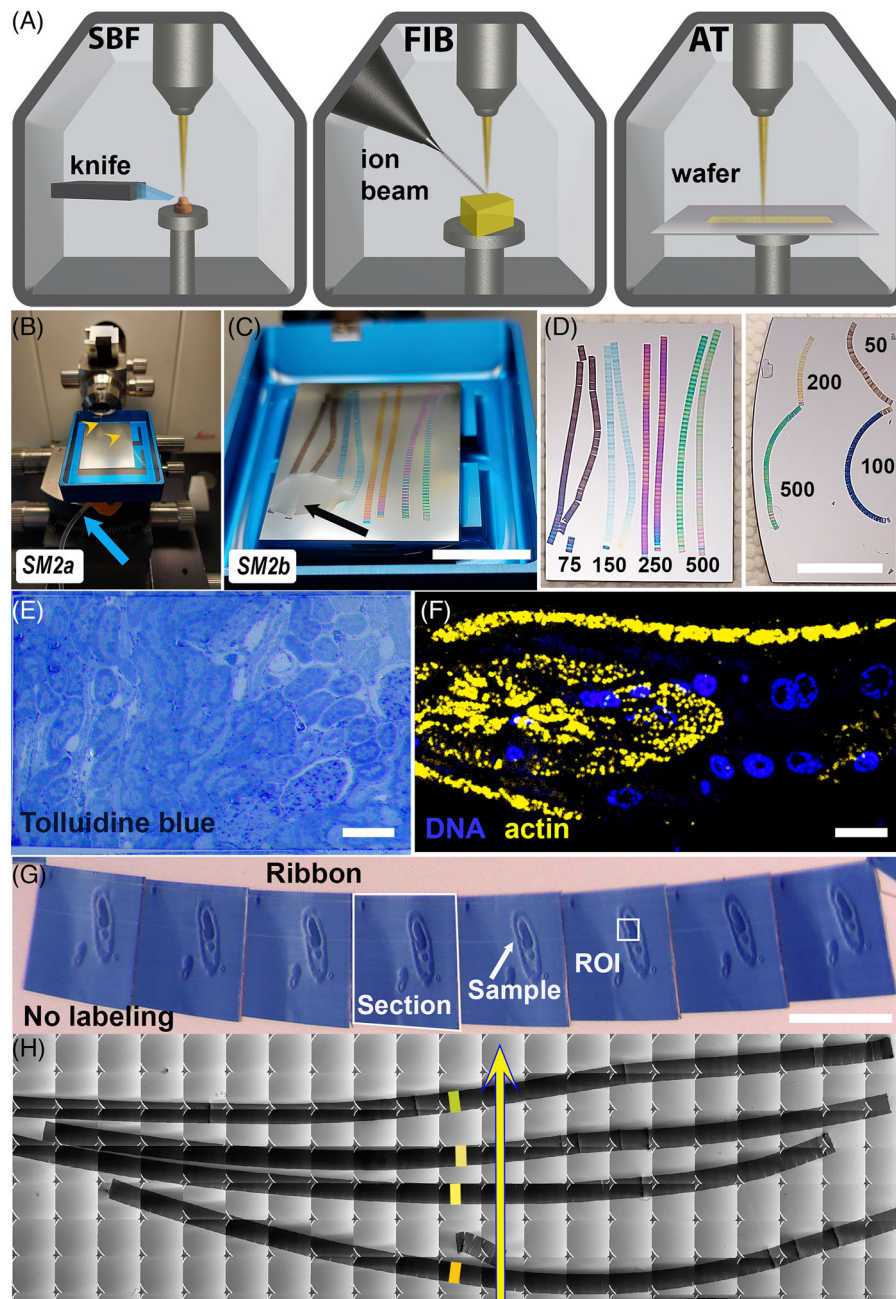 (A)
SBF
FIB
AT
knife
ion
beam
wafer
(B)
(C)
(D)
SM2a
SM2b
75 150 250 500
200
50
500
100
(E)
(F)
Tolluidine blue
DNA actin
(G)
Ribbon
Section
Sample
ROI
No labeling
(H)